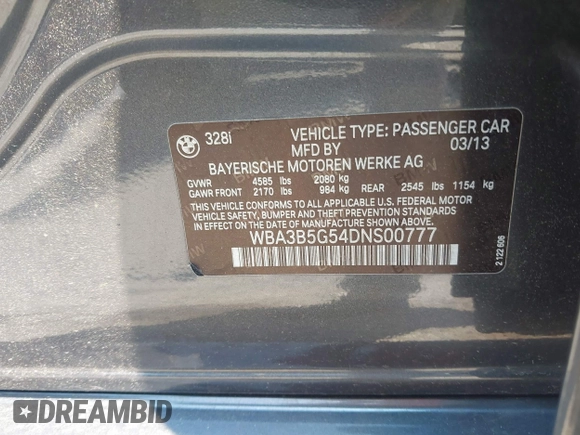 328i VEHICLE TYPE: PASSENGER CAR
MFD BY 03/13
BAYERISCHE MOTOREN WERKE AG
GVWR 4585 lbs 2080 kg
GAWR FRONT 2170 lbs 984 kg REAR 2545 lbs 1154 kg
THIS VEHICLE CONFORMS TO ALL APPLICABLE U.S. FEDERAL MOTOR
VEHICLE SAFETY, BUMPER AND THEFT PREVENTION STANDARDS
IN EFFECT ON THE DATE OF MANUFACTURE SHOWN ABOVE.
WBA3B5G54DNS00777
2 122 606
DREAMBID